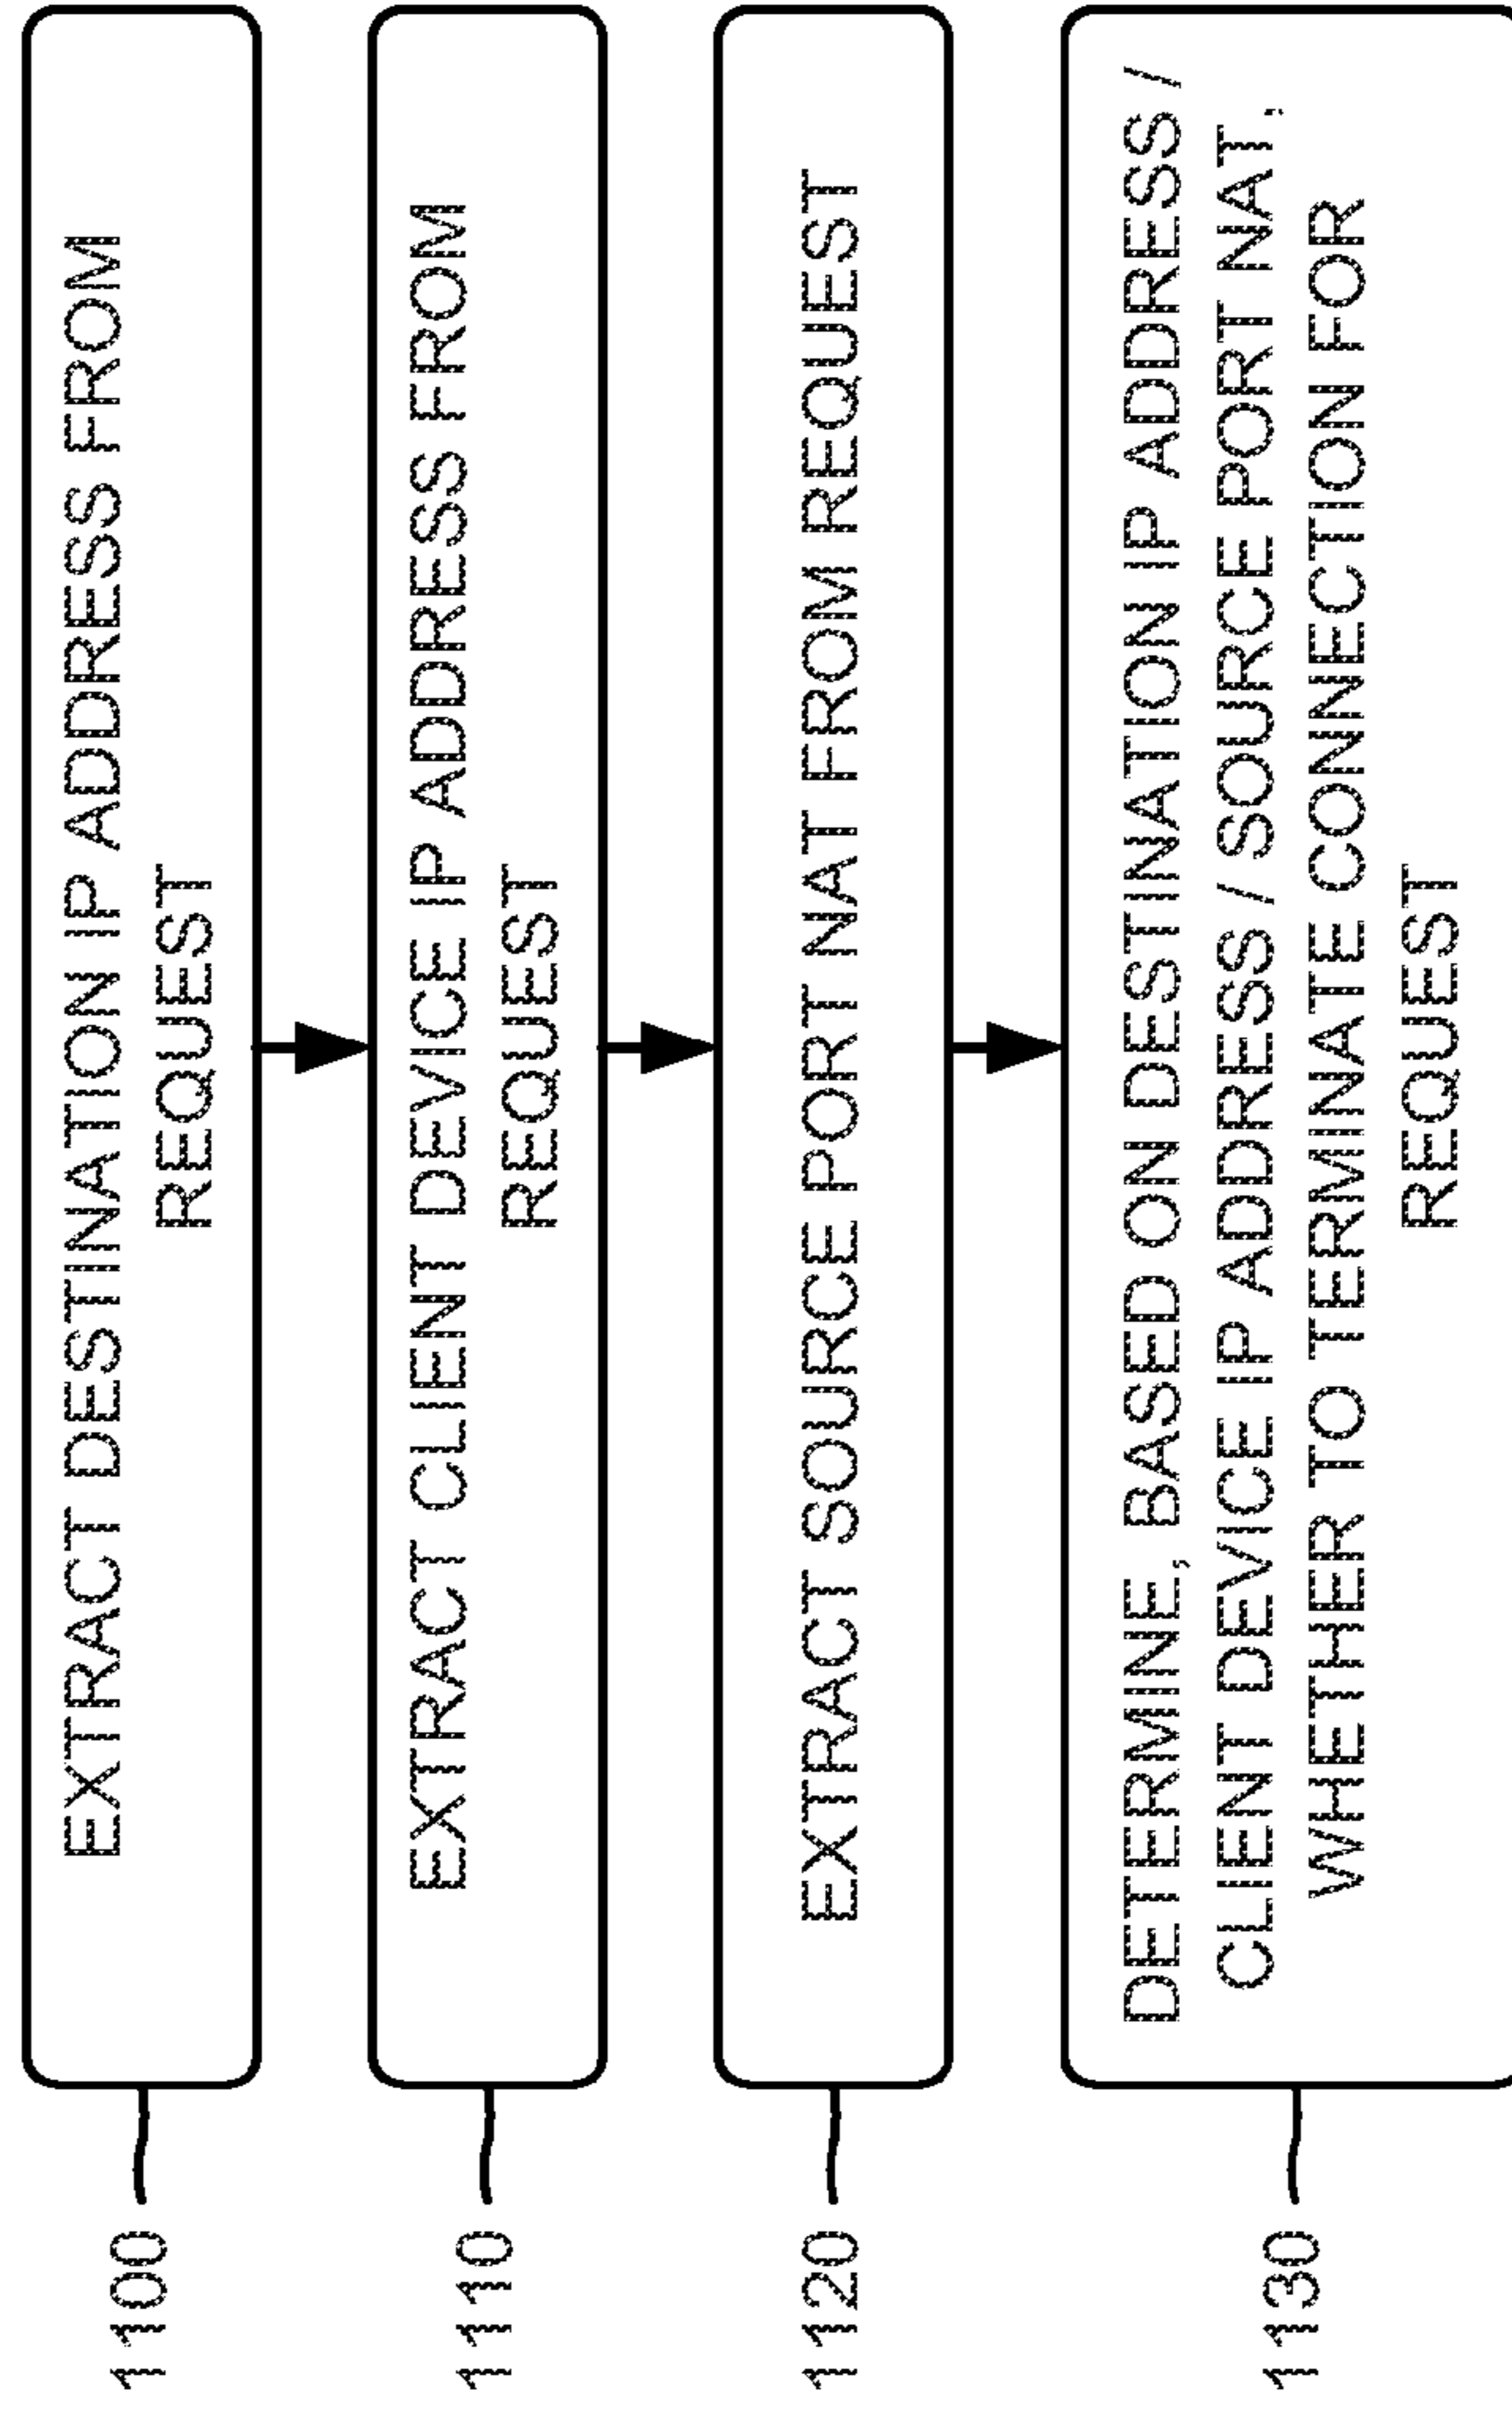 1100
EXTRACT DESTINATION IP ADDRESS FROM
REQUEST
1110
EXTRACT CLIENT DEVICE IP ADDRESS FROM
REQUEST
1120
EXTRACT SOURCE PORT NAT FROM REQUEST
1130
DETERMINE, BASED ON DESTINATION IP ADDRESS /
CLIENT DEVICE IP ADDRESS / SOURCE PORT NAT,
WHETHER TO TERMINATE CONNECTION FOR
REQUEST